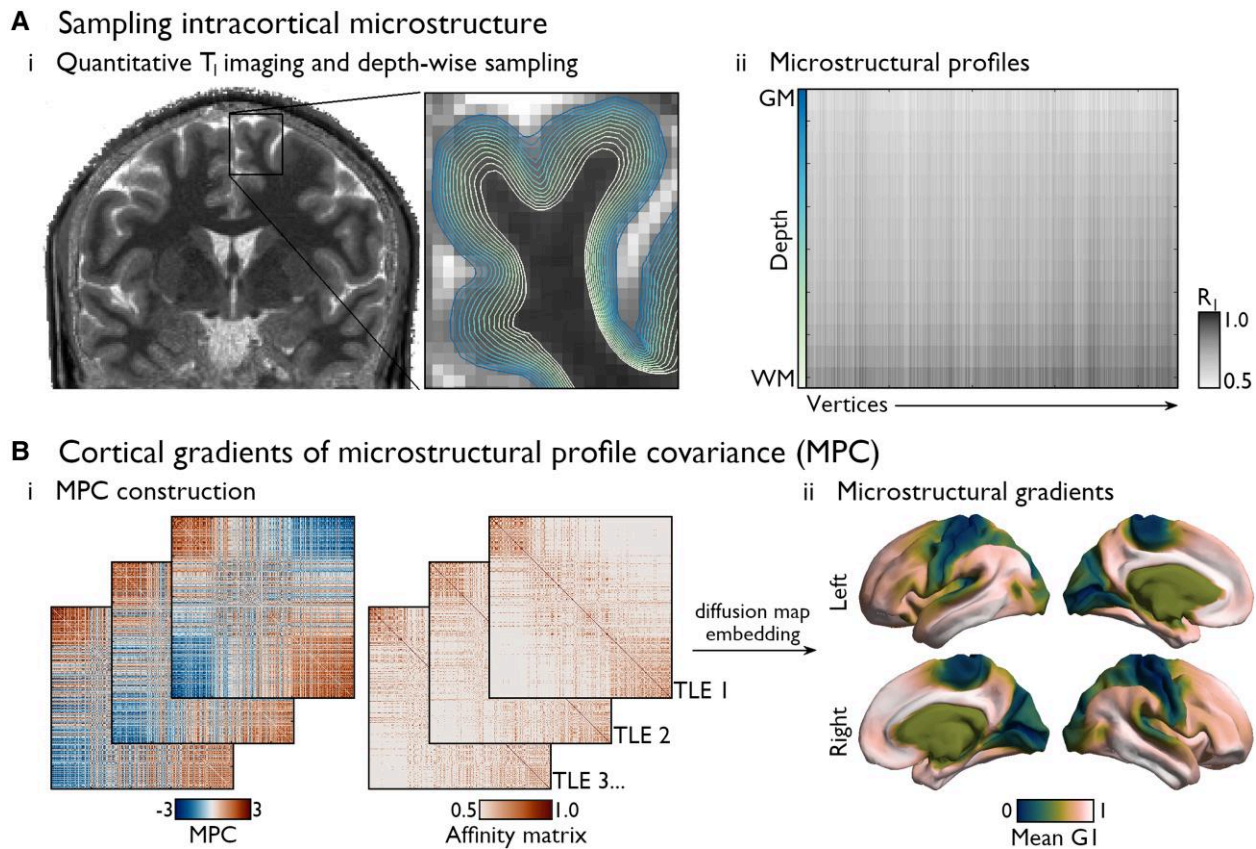 A Sampling intracortical microstructure
i Quantitative T₁ imaging and depth-wise sampling
ii Microstructural profiles
GM
Depth
WM
Vertices
R₁
1.0
0.5
B Cortical gradients of microstructural profile covariance (MPC)
i MPC construction
ii Microstructural gradients
TLE 1
TLE 2
TLE 3...
-3 3
MPC
0.5 1.0
Affinity matrix
diffusion map
embedding
Left
Right
0 1
Mean G1